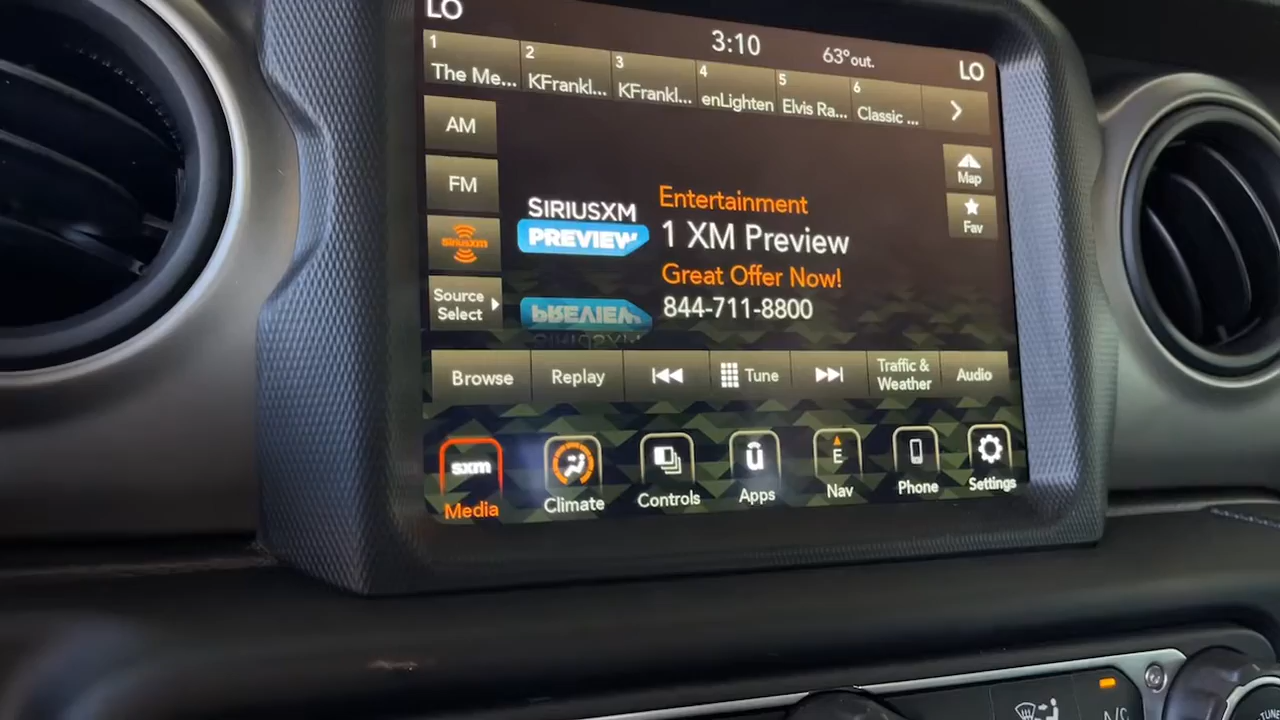 LO
3:10
63°out.
LO
1
The Me...
2
KFrankl...
3
KFrankl...
4
enLighten
5
Elvis Ra...
6
Classic ...
AM
FM
SiriusXM
Source
Select
SIRIUSXM
PREVIEW
Entertainment
1 XM Preview
Great Offer Now!
844-711-8800
Map
Fav
Browse
Replay
Tune
Traffic &
Weather
Audio
sxm
Media
Climate
Controls
ū
Apps
E
Nav
Phone
Settings
A/C
TUNE